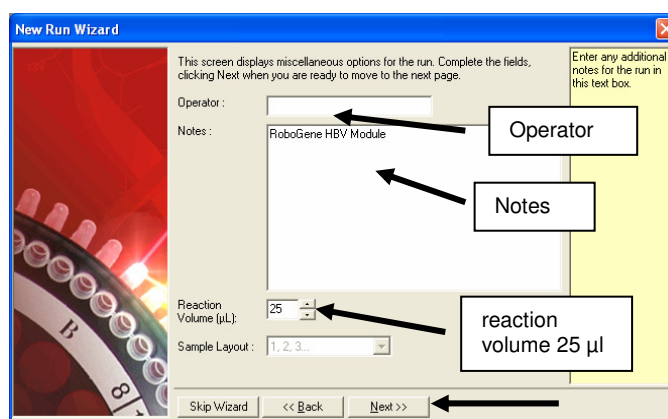 New Run Wizard
This screen displays miscellaneous options for the run. Complete the fields,
clicking Next when you are ready to move to the next page.
Enter any additional
notes for the run in
this text box.
Operator :
Operator
Notes :
RoboGene HBV Module
Notes
Reaction
Volume (µL):
25
reaction
volume 25 µl
Sample Layout :
1, 2, 3...
Skip Wizard
<< Back
Next >>
B
8